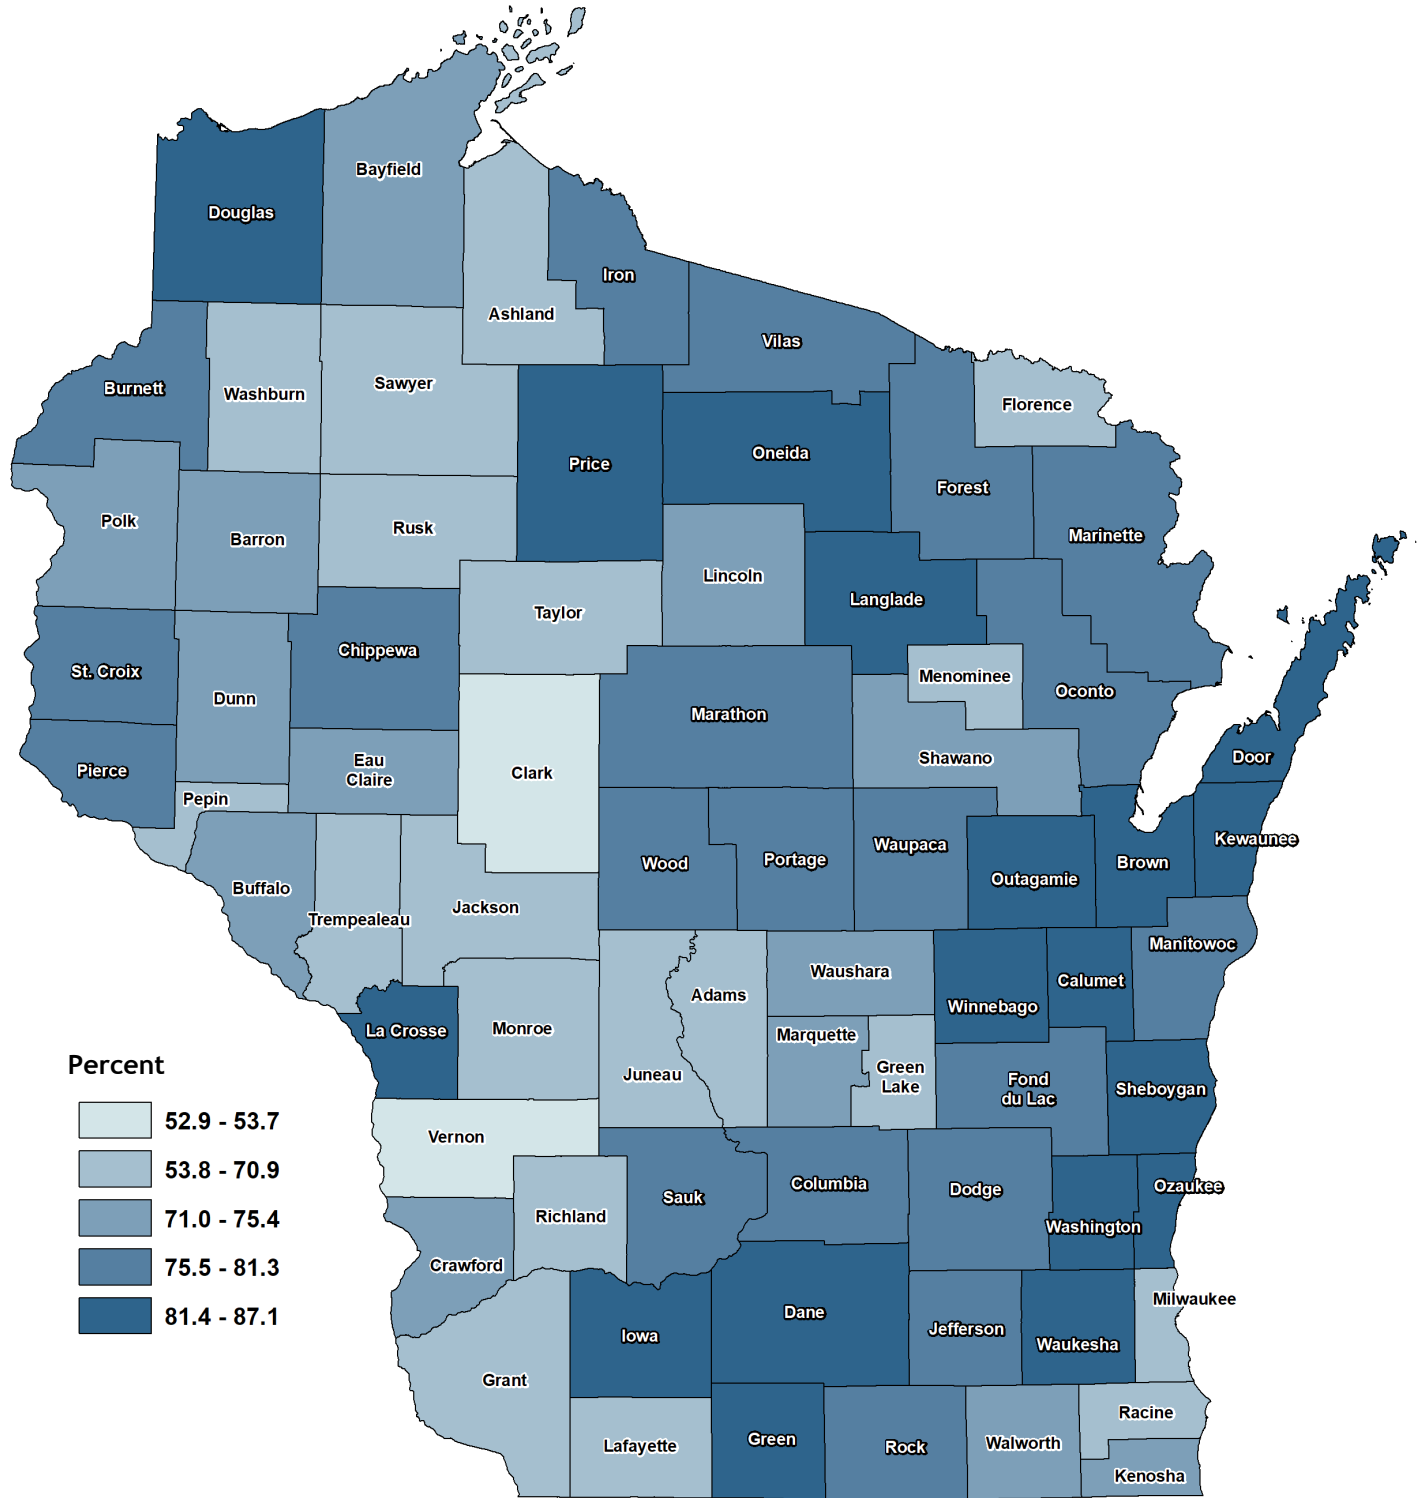 Bayfield
Douglas
Iron
Ashland
Vilas
Burnett
Washburn
Sawyer
Florence
Price
Oneida
Forest
Polk
Barron
Rusk
Marinette
Lincoln
Langlade
Taylor
Chippewa
St. Croix
Dunn
Menominee
Oconto
Marathon
Shawano
Door
Pierce
Eau
Claire
Clark
Pepin
Wood
Portage
Waupaca
Outagamie
Brown
Kewaunee
Buffalo
Trempealeau
Jackson
Manitowoc
Waushara
Calumet
Winnebago
Adams
La Crosse
Monroe
Marquette
Juneau
Green
Lake
Fond
du Lac
Sheboygan
Vernon
Richland
Sauk
Columbia
Dodge
Ozaukee
Washington
Crawford
Dane
Iowa
Jefferson
Waukesha
Milwaukee
Grant
Lafayette
Green
Rock
Walworth
Racine
Kenosha
Percent
52.9 - 53.7
53.8 - 70.9
71.0 - 75.4
75.5 - 81.3
81.4 - 87.1